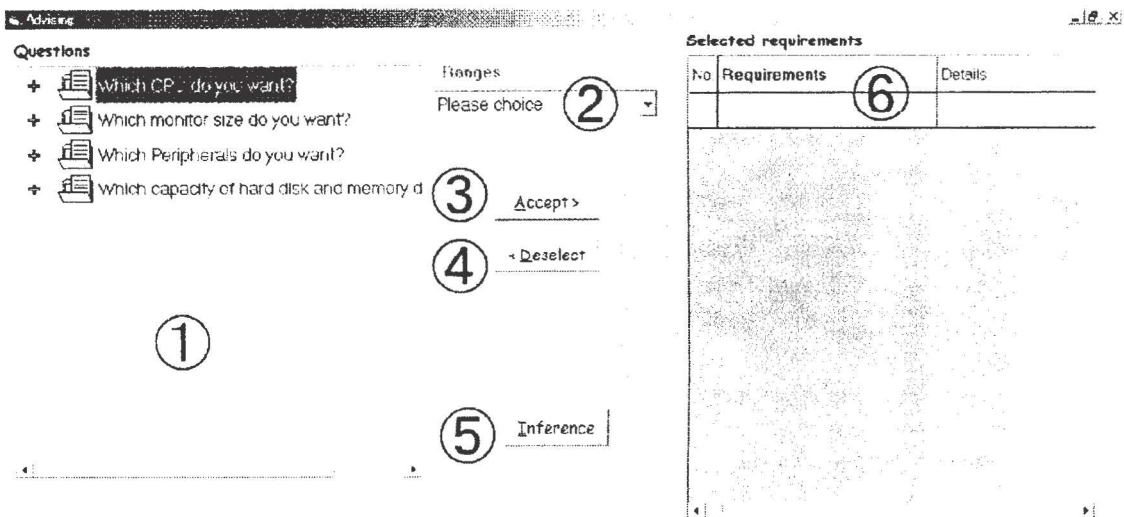 Advising
Questions
Which CPU do you want?
Which monitor size do you want?
Which Peripherals do you want?
Which capacity of hard disk and memory d
1
Ranges
Please choice
2
3
Accept >
4
< Deselect
5
Inference
Selected requirements
No Requirements Details
6